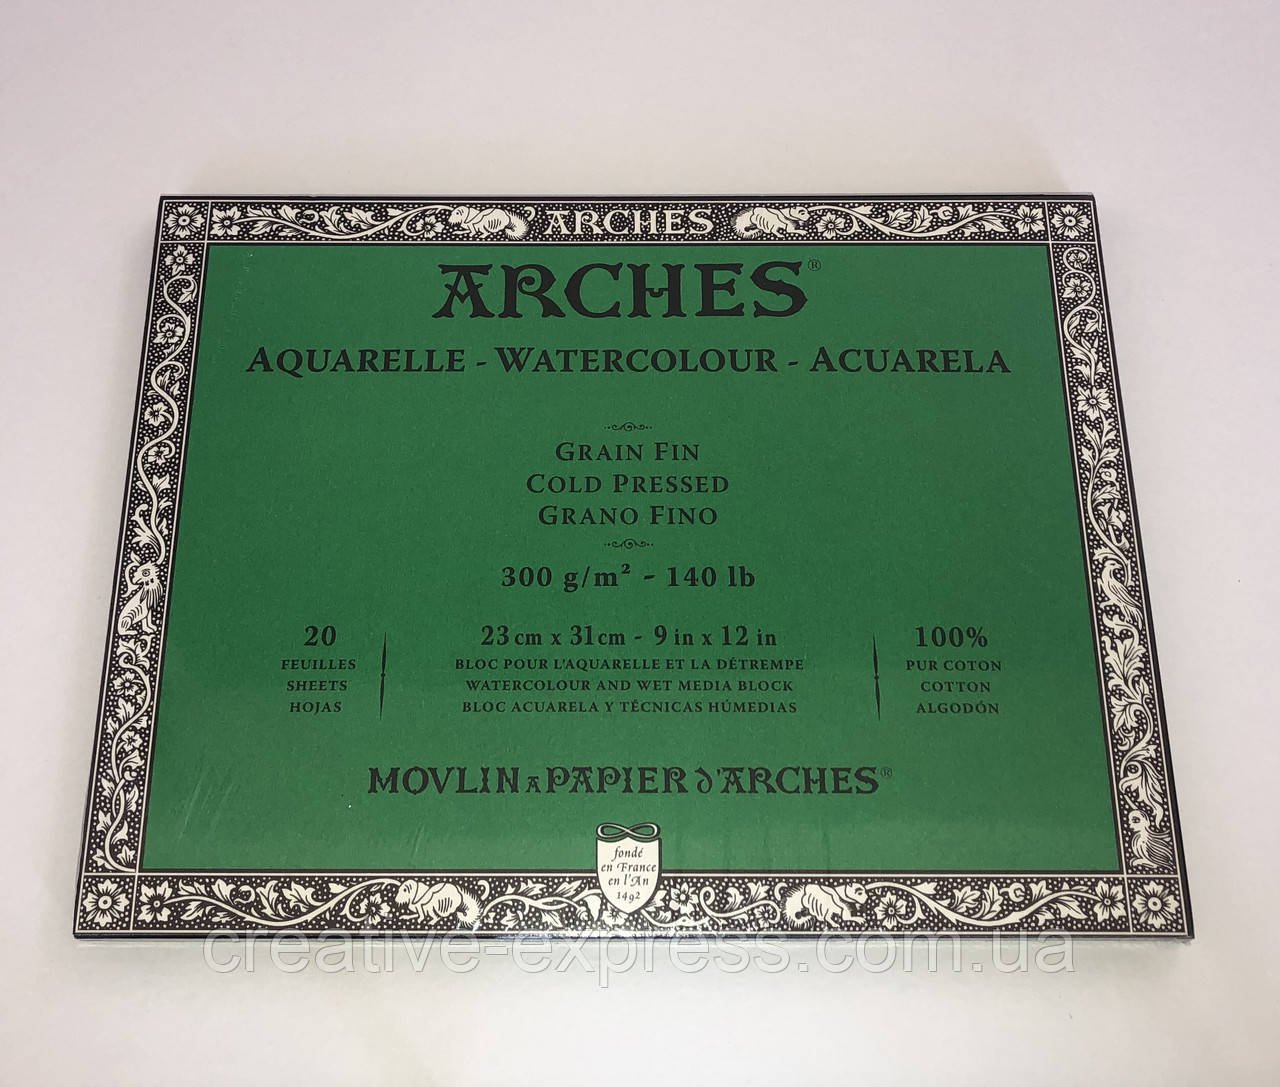 ARCHES
ARCHES®
AQUARELLE - WATERCOLOUR - ACUARELA
GRAIN FIN
COLD PRESSED
GRANO FINO
300 g/m² - 140 lb
20
FEUILLES
SHEETS
HOJAS
23 cm x 31 cm - 9 in x 12 in
BLOC POUR L'AQUARELLE ET LA DÉTREMPE
WATERCOLOUR AND WET MEDIA BLOCK
BLOC ACUARELA Y TÉCNICAS HÚMEDIAS
100%
PUR COTON
COTTON
ALGODÓN
MOVLIN A PAPIER D'ARCHES®
fondé
en France
en l'An
1492
creative-express.com.ua